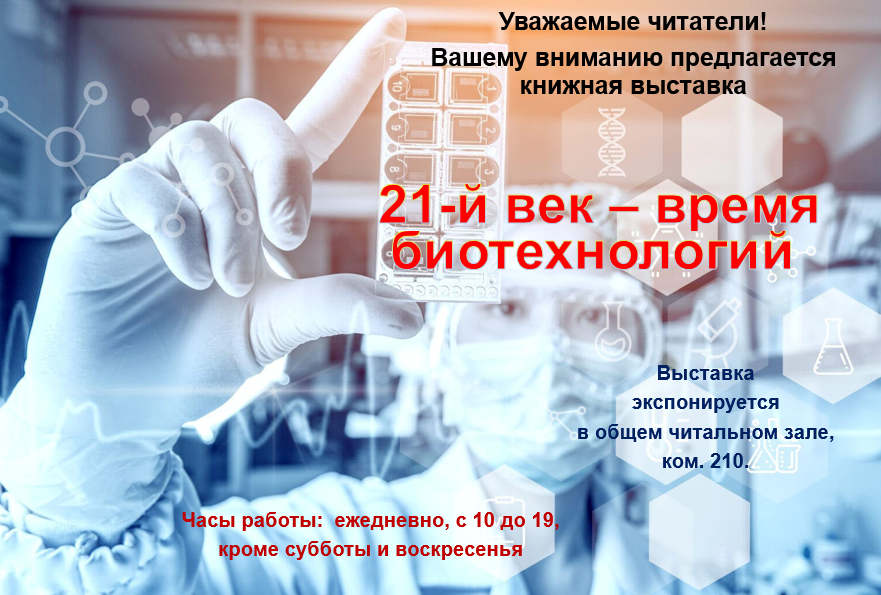 Уважаемые читатели!
Вашему вниманию предлагается
книжная выставка
21-й век – время
биотехнологий
Выставка
экспонируется
в общем читальном зале,
ком. 210.
Часы работы: ежедневно, с 10 до 19,
кроме субботы и воскресенья